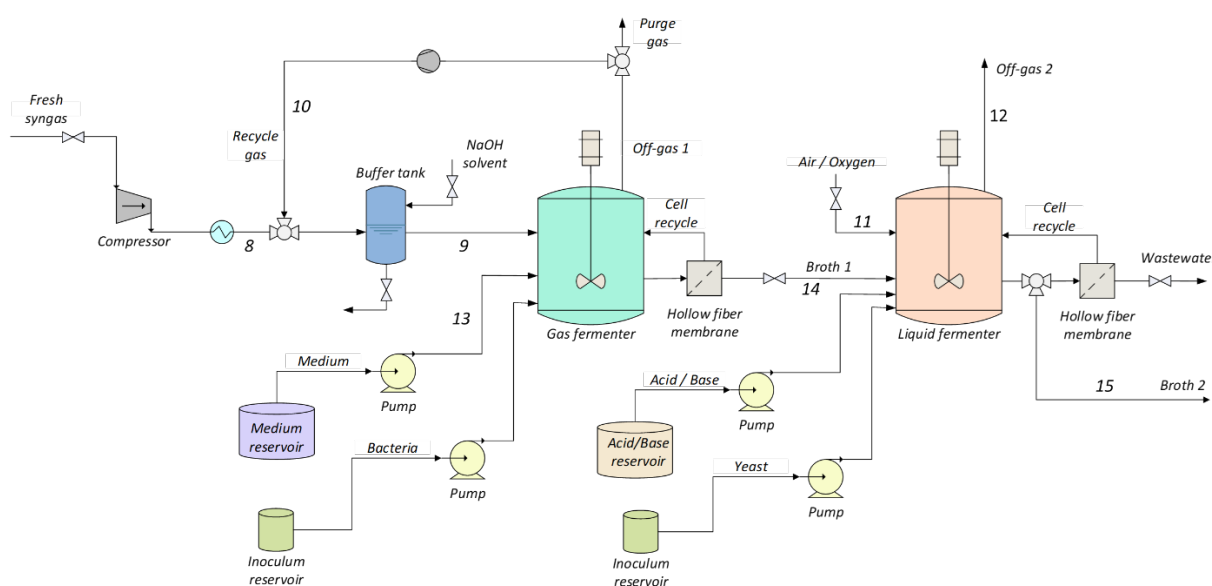 Purge
gas
Off-gas 2
10
12
Fresh
syngas
Recycle
gas
NaOH
solvent
Off-gas 1
Air / Oxygen
Buffer tank
Cell
recycle
Cell
recycle
Compressor
8
9
11
Wastewate
Broth 1
14
13
Gas fermenter
Hollow fiber
membrane
Liquid fermenter
Hollow fiber
membrane
Medium
Pump
Acid / Base
Pump
15
Broth 2
Medium
reservoir
Acid/Base
reservoir
Bacteria
Pump
Yeast
Pump
Inoculum
reservoir
Inoculum
reservoir